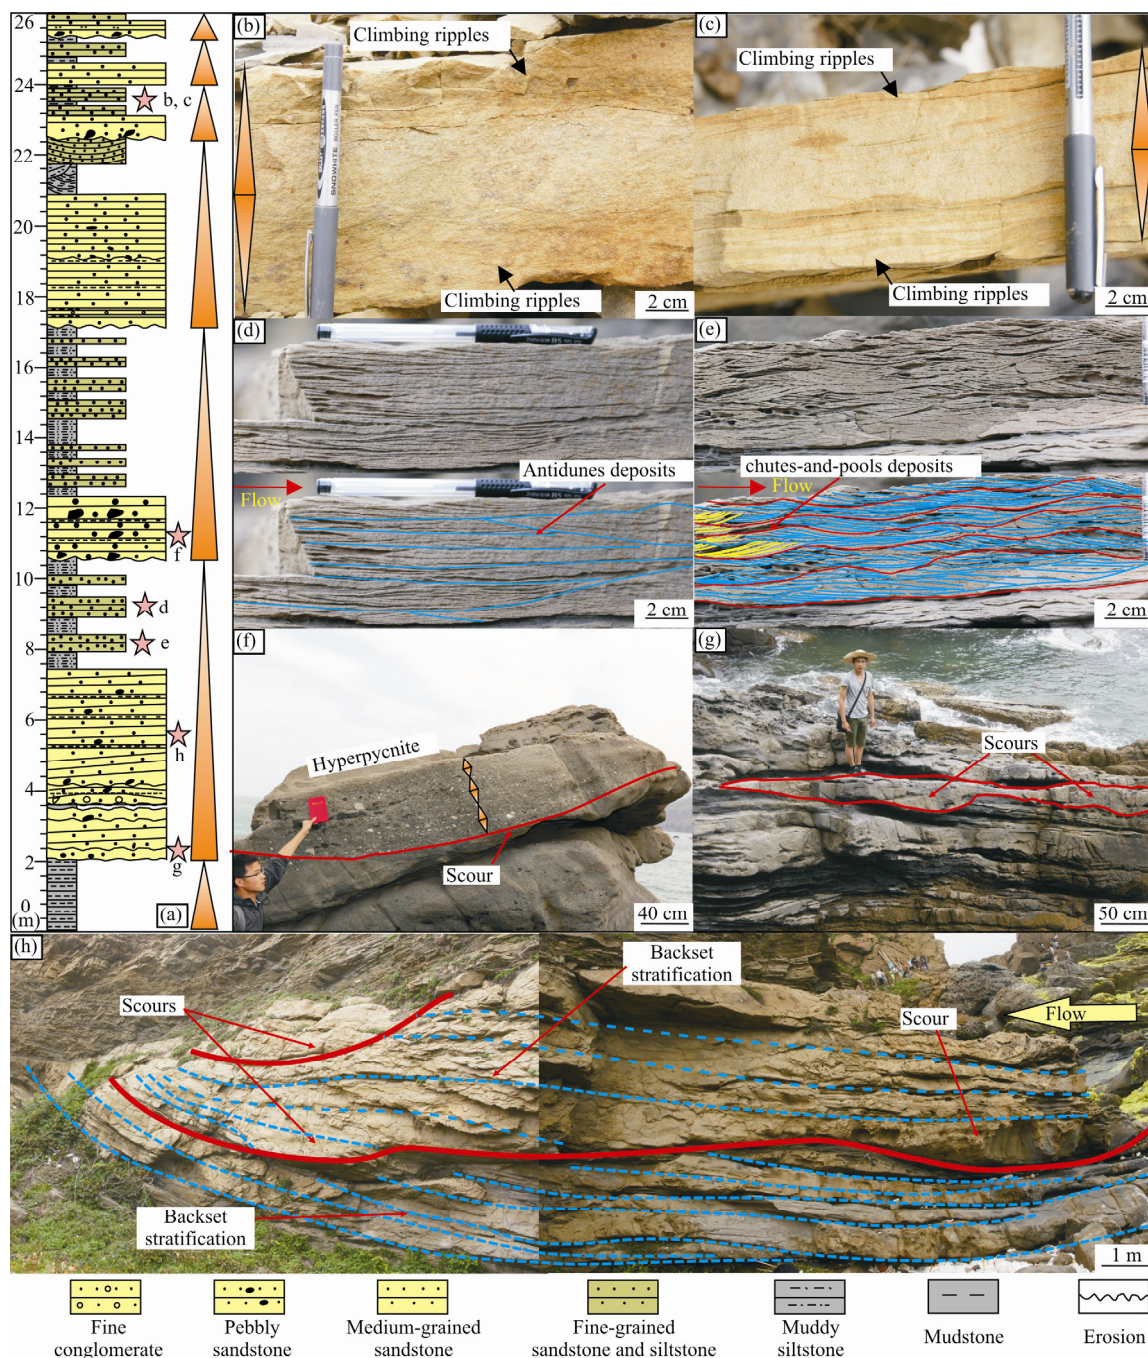 26
24
22
20
18
16
14
12
10
8
6
4
2
0
(m)
b, c
f
d
e
h
g
(a)
(b)
Climbing ripples
SNOWHITE
Climbing ripples
2 cm
(c)
Climbing ripples
Climbing ripples
2 cm
(d)
Antidunes deposits
Flow
2 cm
(e)
chutes-and-pools deposits
Flow
2 cm
(f)
Hyperpycnite
Scour
40 cm
(g)
Scours
50 cm
(h)
Scours
Backset
stratification
Scour
Flow
Backset
stratification
1 m
Fine
conglomerate
Pebbly
sandstone
Medium-grained
sandstone
Fine-grained
sandstone and siltstone
Muddy
siltstone
Mudstone
Erosion